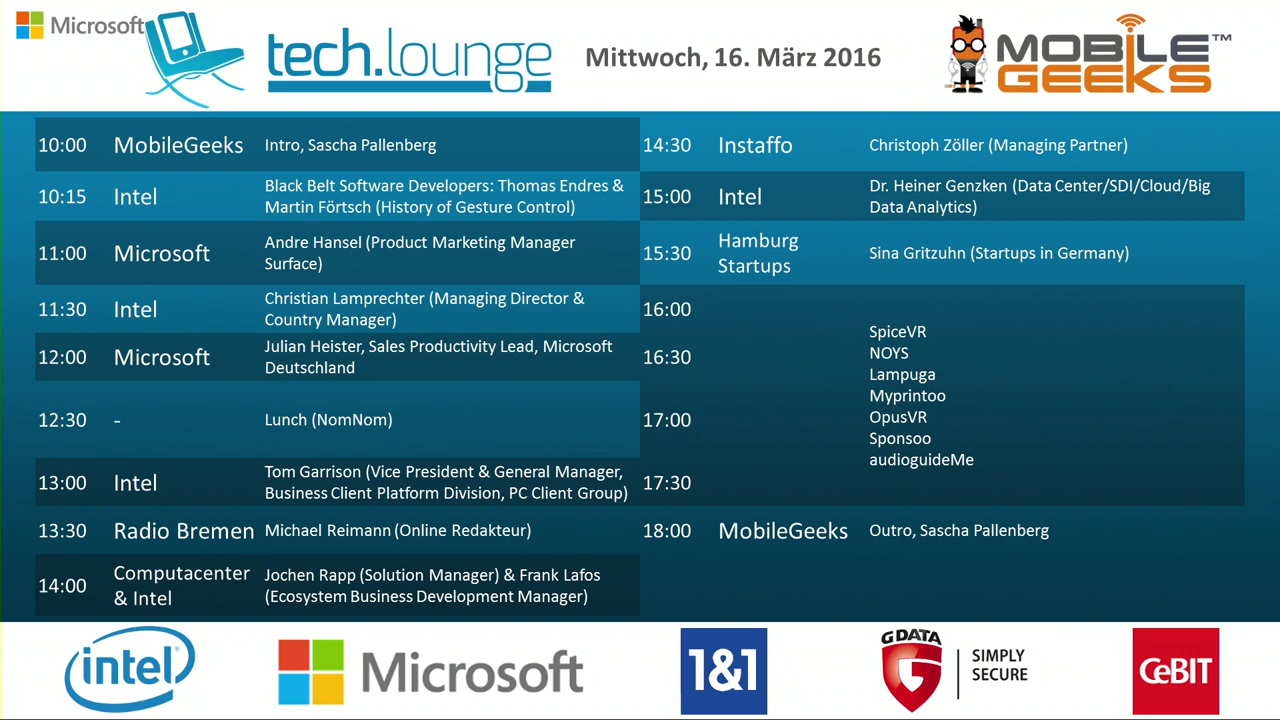 Microsoft
tech.lounge
Mittwoch, 16. März 2016
MOBILE
GEEKS
TM
10:00 MobileGeeks Intro, Sascha Pallenberg
10:15 Intel Black Belt Software Developers: Thomas Endres &
Martin Förtsch (History of Gesture Control)
11:00 Microsoft Andre Hansel (Product Marketing Manager
Surface)
11:30 Intel Christian Lamprechter (Managing Director &
Country Manager)
12:00 Microsoft Julian Heister, Sales Productivity Lead, Microsoft
Deutschland
12:30 - Lunch (NomNom)
13:00 Intel Tom Garrison (Vice President & General Manager,
Business Client Platform Division, PC Client Group)
13:30 Radio Bremen Michael Reimann (Online Redakteur)
14:00 Computacenter
& Intel
Jochen Rapp (Solution Manager) & Frank Lafos
(Ecosystem Business Development Manager)
14:30 Instaffo Christoph Zöller (Managing Partner)
15:00 Intel Dr. Heiner Genzken (Data Center/SDI/Cloud/Big
Data Analytics)
15:30 Hamburg
Startups
Sina Gritzuhn (Startups in Germany)
16:00
16:30
17:00
17:30
SpiceVR
NOYS
Lampuga
Myprintoo
OpusVR
Sponsoo
audioguideMe
18:00 MobileGeeks Outro, Sascha Pallenberg
intel
Microsoft
1&1
G DATA
SIMPLY
SECURE
CeBIT